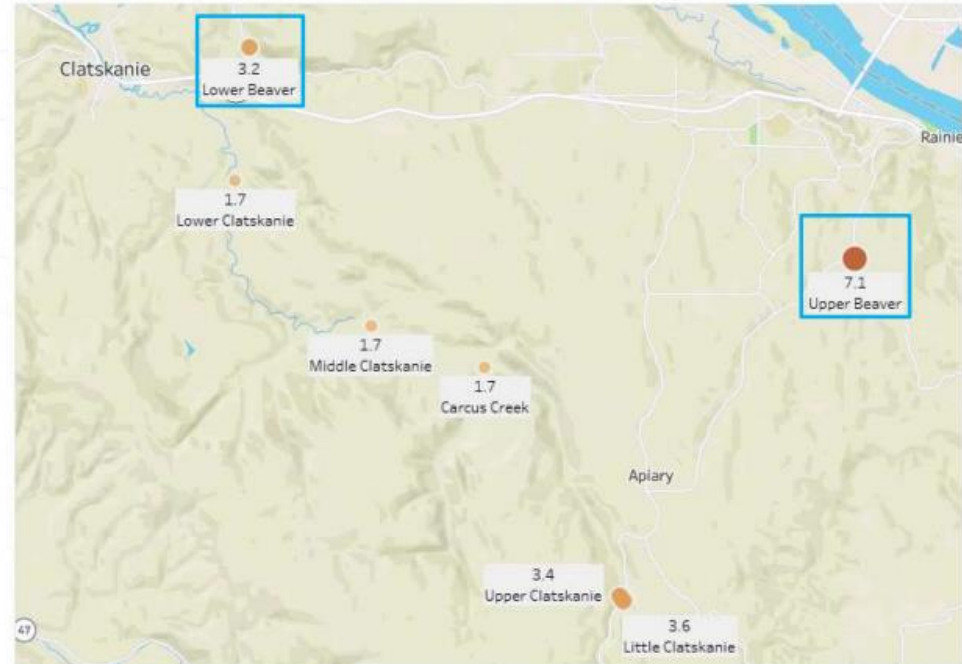 Clatskanie
3.2
Lower Beaver
Rainie
1.7
Lower Clatskanie
7.1
Upper Beaver
1.7
Middle Clatskanie
1.7
Carcus Creek
Apiary
3.4
Upper Clatskanie
3.6
Little Clatskanie
47